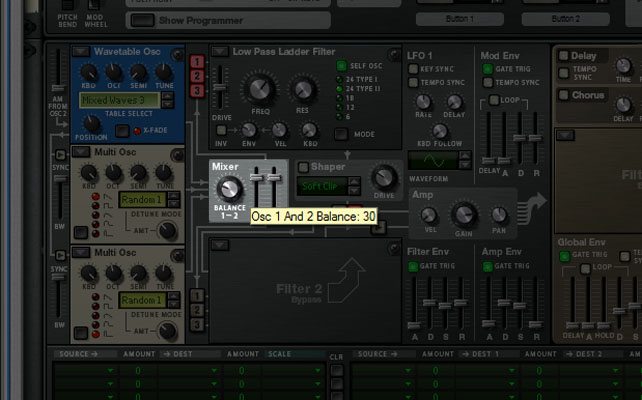 PITCH BEND
MOD WHEEL
Show Programmer
Button 1
Button 2
Wavetable Osc
KBD OCT SEMI TUNE
Mixed Waves 3
TABLE SELECT
X-FADE
POSITION
AM FROM OSC 2
Multi Osc
KBD OCT SEMI TUNE
Random 1
DETUNE MODE
AMT
SYNC
BW
Multi Osc
KBD OCT SEMI TUNE
Random 1
DETUNE MODE
AMT
SYNC
BW
1
2
3
Low Pass Ladder Filter
DRIVE
FREQ
RES
SELF OSC
24 TYPE I
24 TYPE II
18
12
6
INV ENV VEL KBD
MODE
Mixer
BALANCE
1–2
Osc 1 And 2 Balance: 30
Shaper
Soft Clip
DRIVE
1
2
3
Filter 2
Bypass
LFO 1
KEY SYNC
TEMPO SYNC
RATE DELAY
KBD FOLLOW
WAVEFORM
Mod Env
GATE TRIG
TEMPO SYNC
LOOP
DELAY A D R
Amp
VEL GAIN PAN
Filter Env
GATE TRIG
A D S R
Amp Env
GATE TRIG
A D S R
Delay
TEMPO SYNC
TIME
Chorus
Global Env
GATE TRIG
LOOP
DELAY A HOLD D
SOURCE AMOUNT DEST AMOUNT SCALE CLR SOURCE AMOUNT DEST 1 AMOUNT DEST 2 AMOUNT
0 0 0 0
0 0 0 0
0 0 0 0